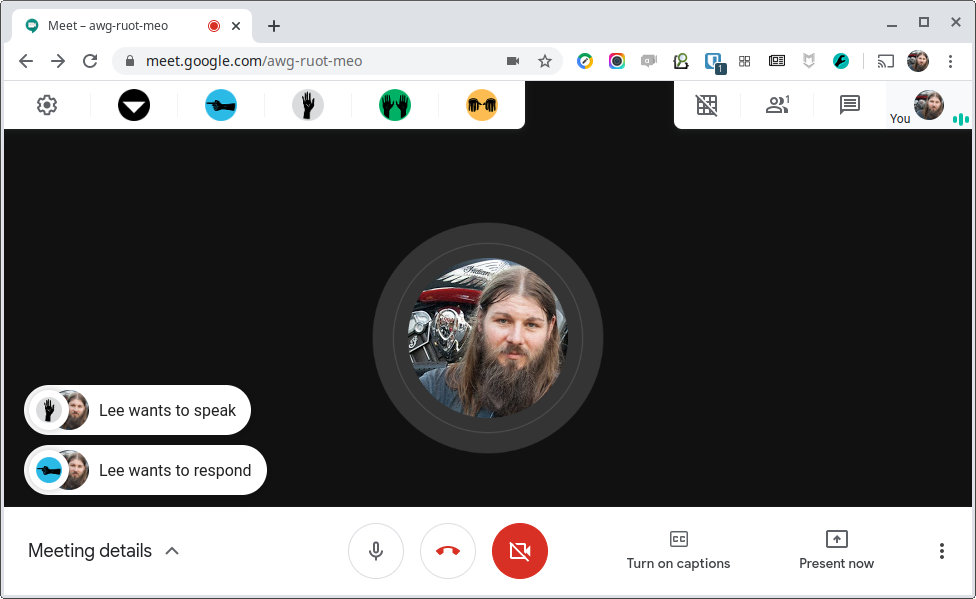 Meet – awg-ruot-meo
meet.google.com/awg-ruot-meo
1
1
You
Indian
Lee wants to speak
Lee wants to respond
Meeting details
CC
Turn on captions
Present now